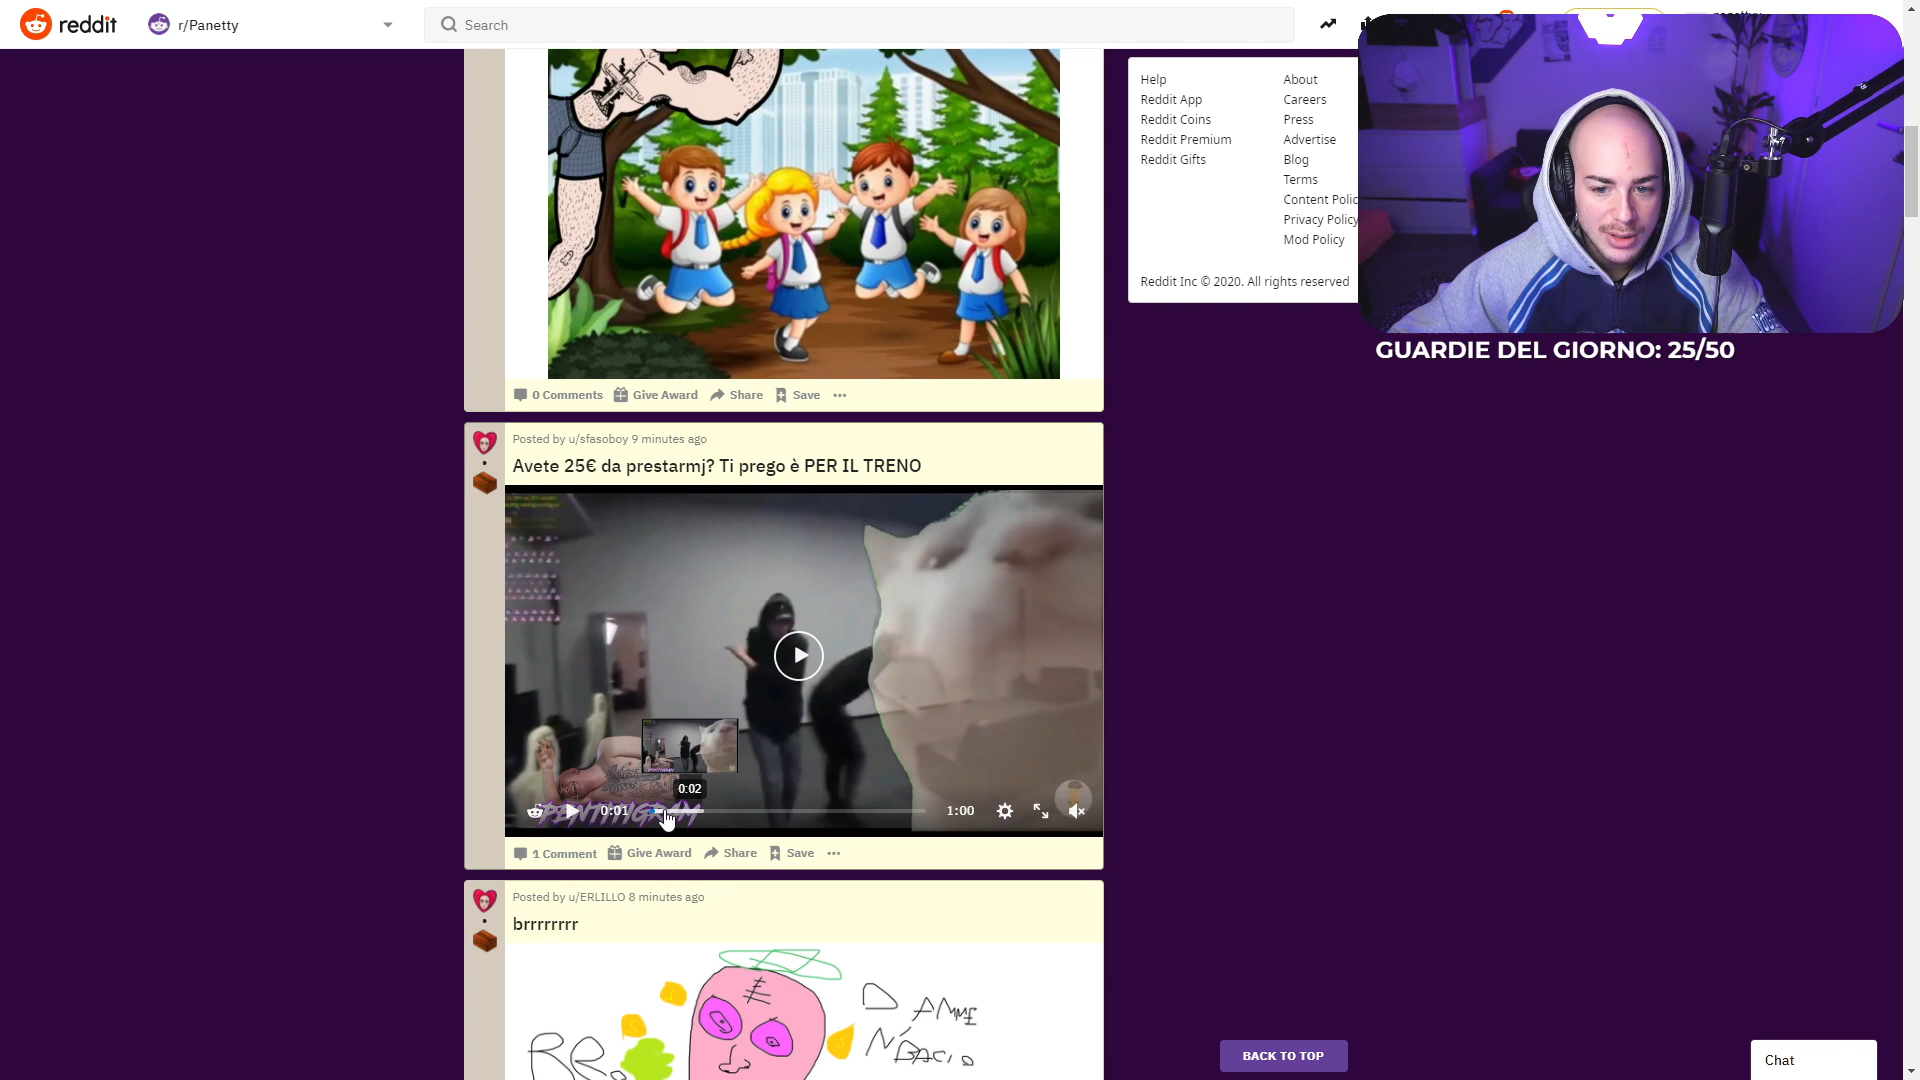 reddit
r/Panetty
Search
Help
About
Reddit App
Careers
Reddit Coins
Press
Reddit Premium
Advertise
Reddit Gifts
Blog
Terms
Content Polic
Privacy Policy
Mod Policy
Reddit Inc © 2020. All rights reserved
GUARDIE DEL GIORNO: 25/50
0 Comments Give Award Share Save
Posted by u/sfasoboy 9 minutes ago
Avete 25€ da prestarmj? Ti prego è PER IL TRENO
0:02
0:01
1:00
1 Comment Give Award Share Save
Posted by u/ERLILLO 8 minutes ago
brrrrrrrr
D AMMI
N' BACIO
BACK TO TOP
Chat